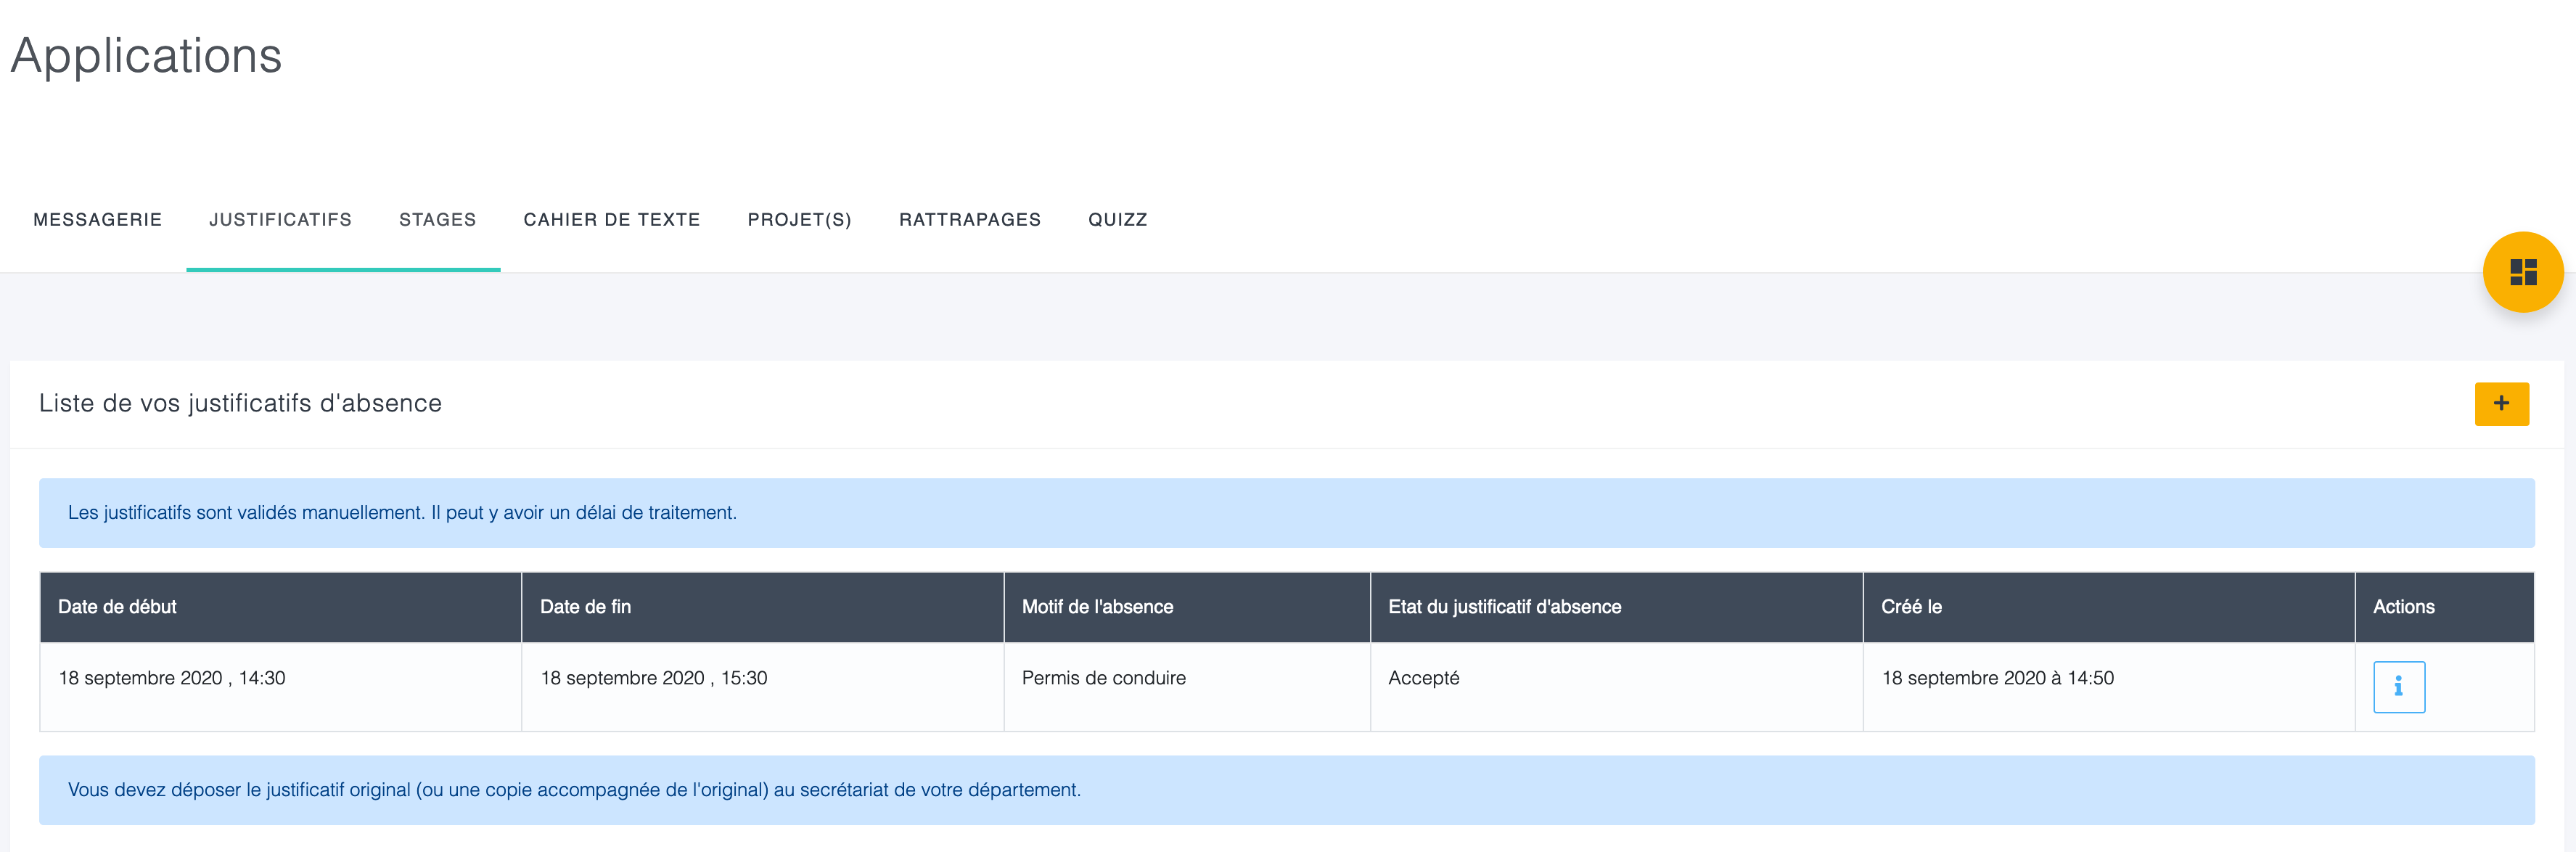 Applications
MESSAGERIE JUSTIFICATIFS STAGES CAHIER DE TEXTE PROJET(S) RATTRAPAGES QUIZZ
Liste de vos justificatifs d'absence
+
Les justificatifs sont validés manuellement. Il peut y avoir un délai de traitement.
Date de début Date de fin Motif de l'absence Etat du justificatif d'absence Créé le Actions
18 septembre 2020 , 14:30 18 septembre 2020 , 15:30 Permis de conduire Accepté 18 septembre 2020 à 14:50 i
Vous devez déposer le justificatif original (ou une copie accompagnée de l'original) au secrétariat de votre département.